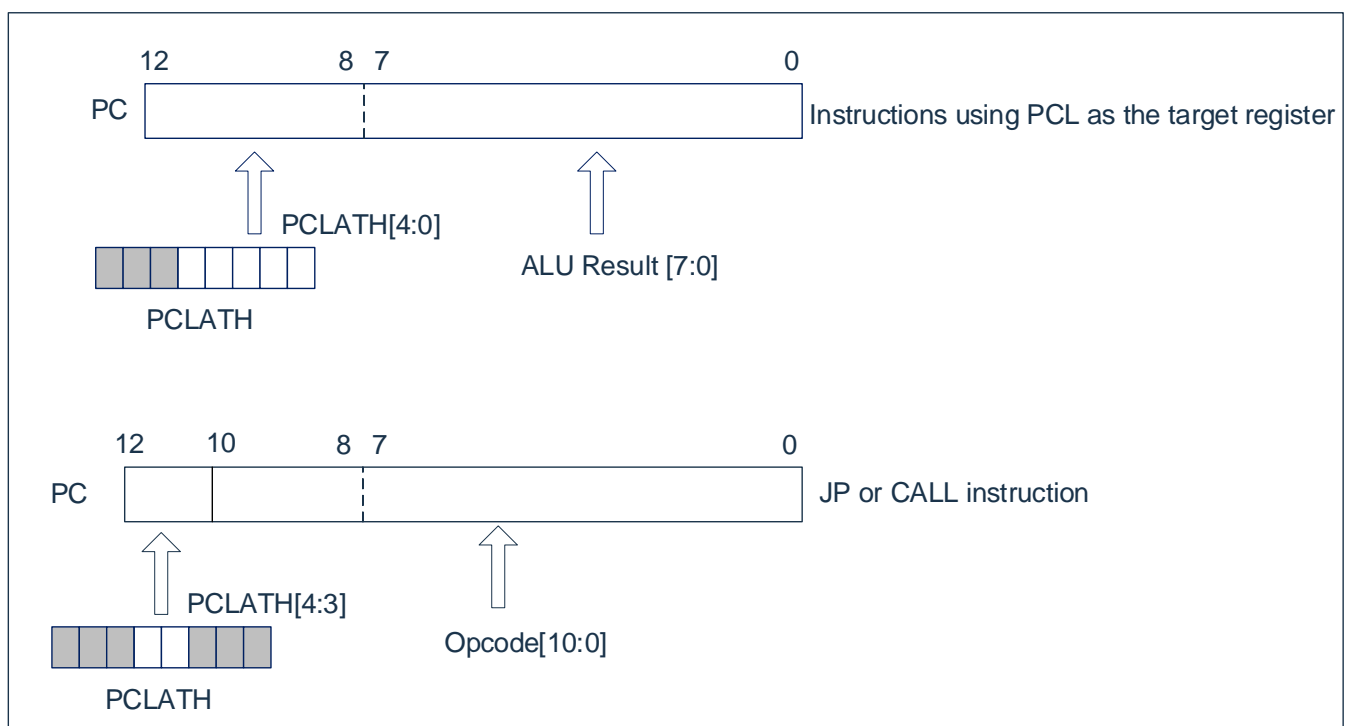 12 8 7 0
PC
Instructions using PCL as the target register
PCLATH[4:0]
ALU Result [7:0]
PCLATH
12 10 8 7 0
PC
JP or CALL instruction
PCLATH[4:3]
Opcode[10:0]
PCLATH